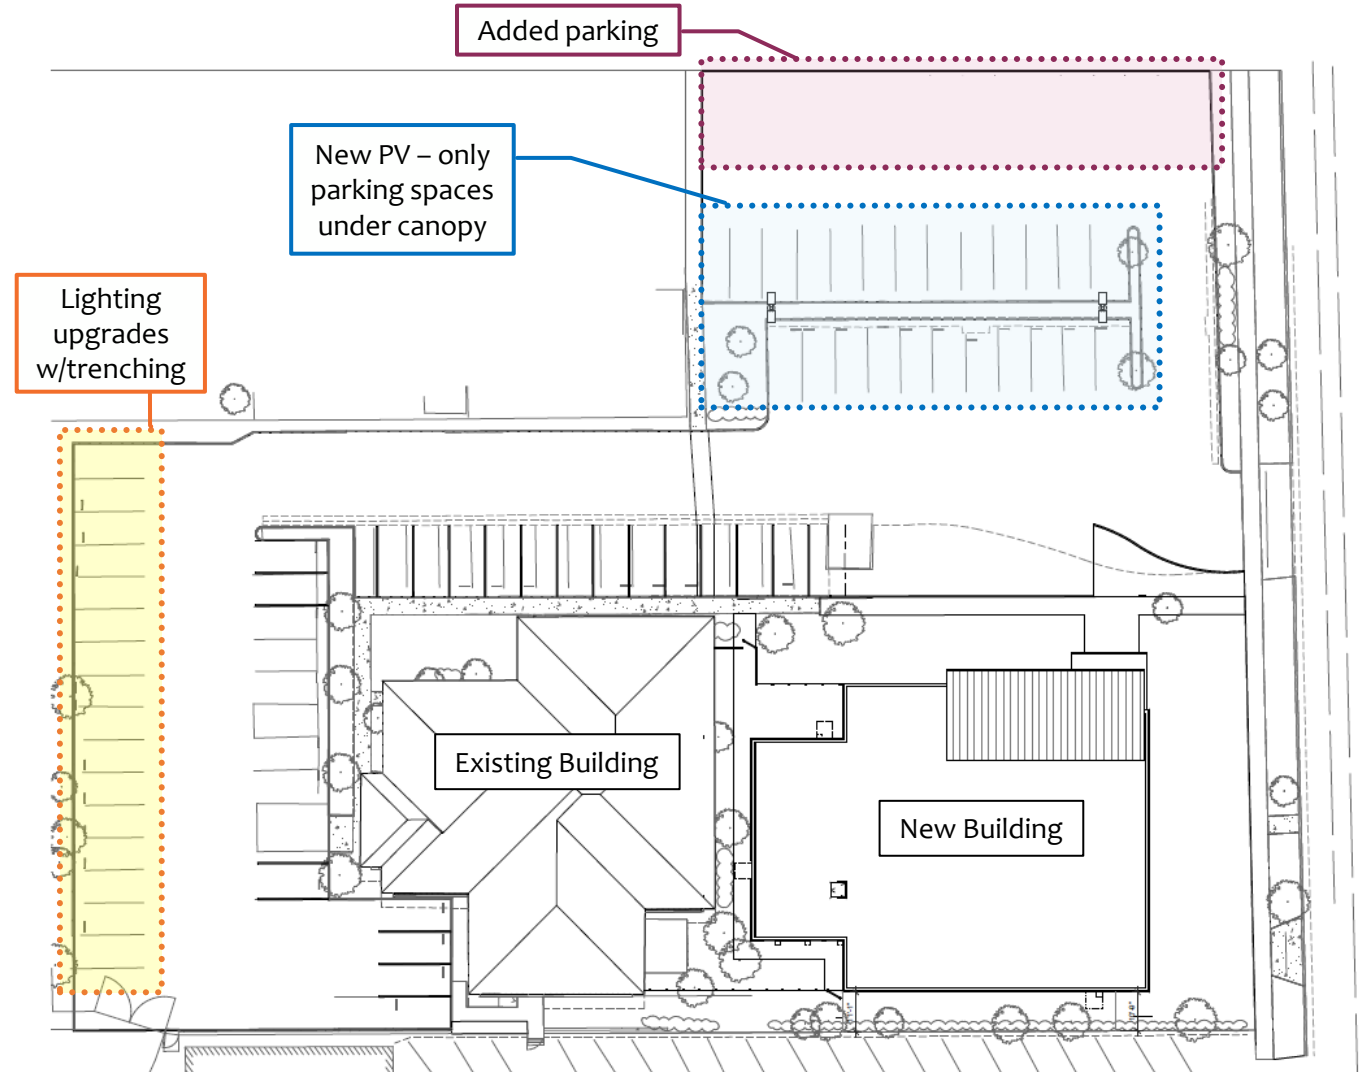 Added parking
New PV – only
parking spaces
under canopy
Lighting
upgrades
w/trenching
Existing Building
New Building